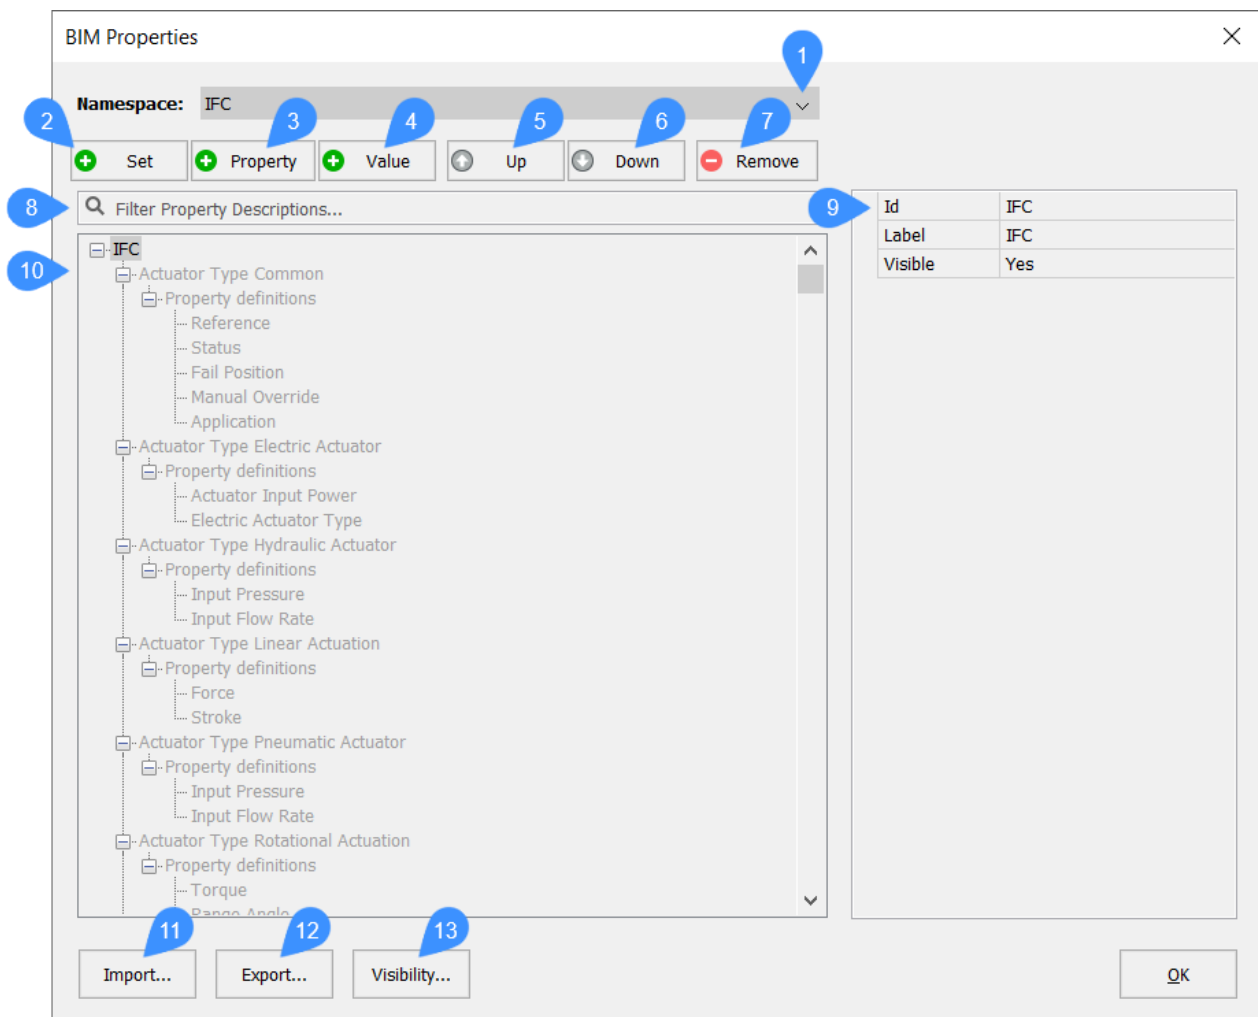 BIM Properties
1
Namespace: IFC
2 3 4 5 6 7
Set Property Value Up Down Remove
8 Filter Property Descriptions... 9 Id IFC
Label IFC
Visible Yes
10 IFC
Actuator Type Common
Property definitions
Reference
Status
Fail Position
Manual Override
Application
Actuator Type Electric Actuator
Property definitions
Actuator Input Power
Electric Actuator Type
Actuator Type Hydraulic Actuator
Property definitions
Input Pressure
Input Flow Rate
Actuator Type Linear Actuation
Property definitions
Force
Stroke
Actuator Type Pneumatic Actuator
Property definitions
Input Pressure
Input Flow Rate
Actuator Type Rotational Actuation
Property definitions
Torque
Range Angle
11 12 13
Import... Export... Visibility... OK